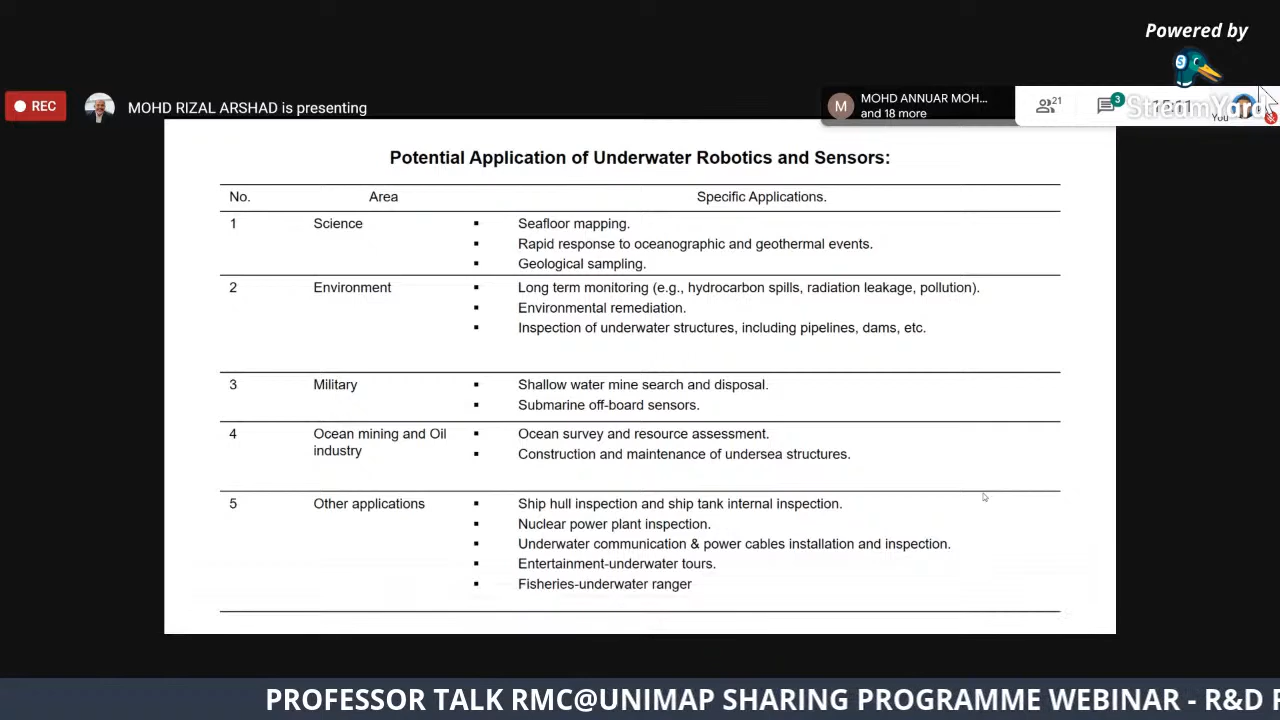 Powered by
S
REC
MOHD RIZAL ARSHAD is presenting
M
MOHD ANNUAR MOH...
and 18 more
21
3
You
StreamYard
Potential Application of Underwater Robotics and Sensors:
No. Area Specific Applications.
1 Science ▪ Seafloor mapping.
▪ Rapid response to oceanographic and geothermal events.
▪ Geological sampling.
2 Environment ▪ Long term monitoring (e.g., hydrocarbon spills, radiation leakage, pollution).
▪ Environmental remediation.
▪ Inspection of underwater structures, including pipelines, dams, etc.
3 Military ▪ Shallow water mine search and disposal.
▪ Submarine off-board sensors.
4 Ocean mining and Oil ▪ Ocean survey and resource assessment.
industry ▪ Construction and maintenance of undersea structures.
5 Other applications ▪ Ship hull inspection and ship tank internal inspection.
▪ Nuclear power plant inspection.
▪ Underwater communication & power cables installation and inspection.
▪ Entertainment-underwater tours.
▪ Fisheries-underwater ranger
PROFESSOR TALK RMC@UNIMAP SHARING PROGRAMME WEBINAR - R&D